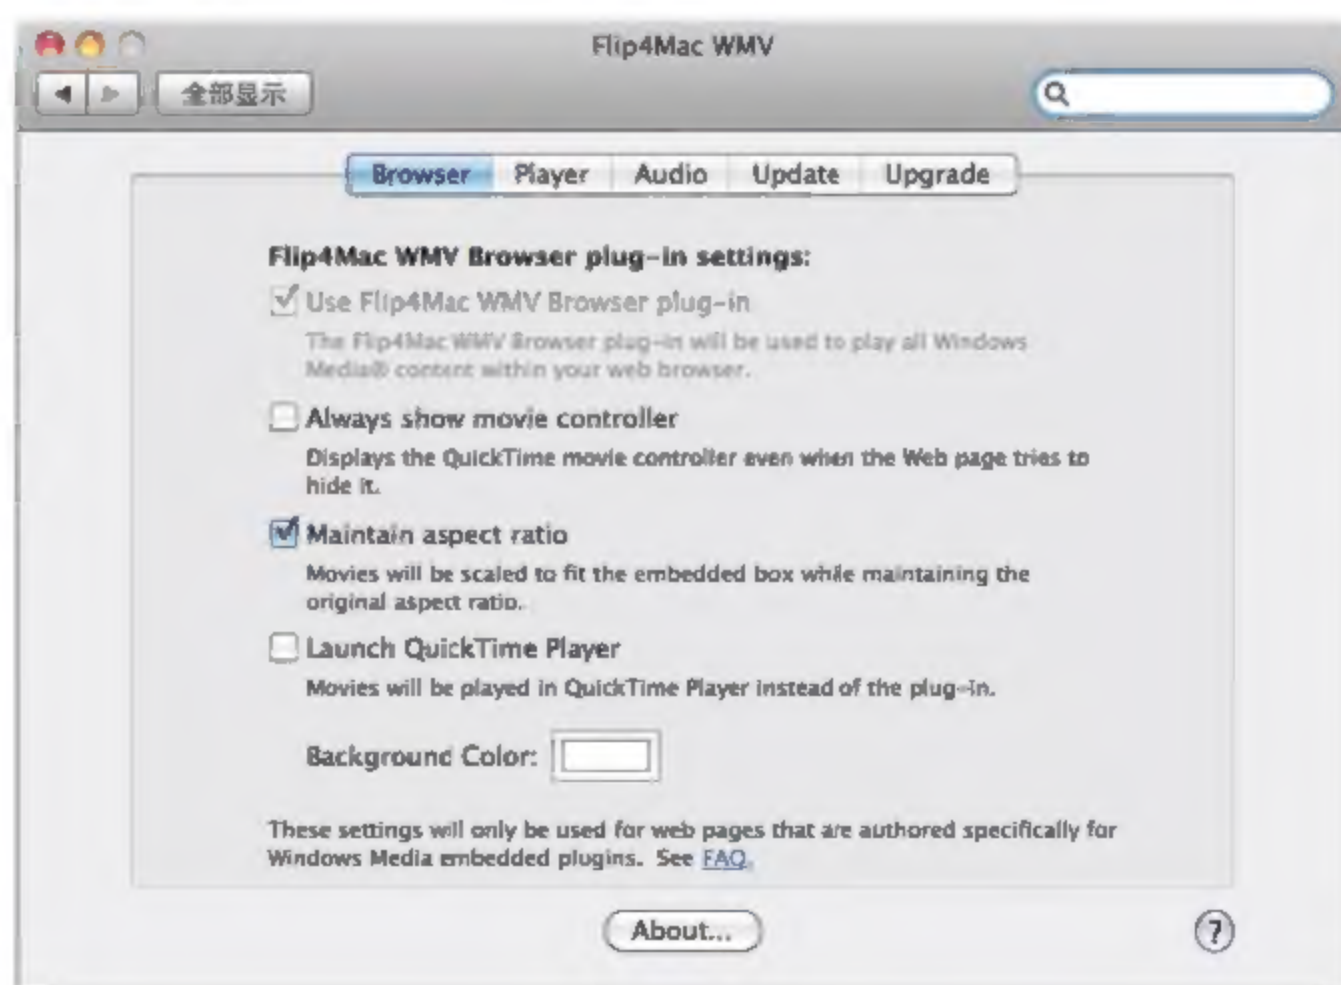 Flip4Mac WMV
全部显示
Browser Player Audio Update Upgrade
Flip4Mac WMV Browser plug-in settings:
Use Flip4Mac WMV Browser plug-in
The Flip4Mac WMV Browser plug-in will be used to play all Windows
Media® content within your web browser.
Always show movie controller
Displays the QuickTime movie controller even when the Web page tries to
hide it.
Maintain aspect ratio
Movies will be scaled to fit the embedded box while maintaining the
original aspect ratio.
Launch QuickTime Player
Movies will be played in QuickTime Player instead of the plug-in.
Background Color:
These settings will only be used for web pages that are authored specifically for
Windows Media embedded plugins. See FAQ.
About...
?